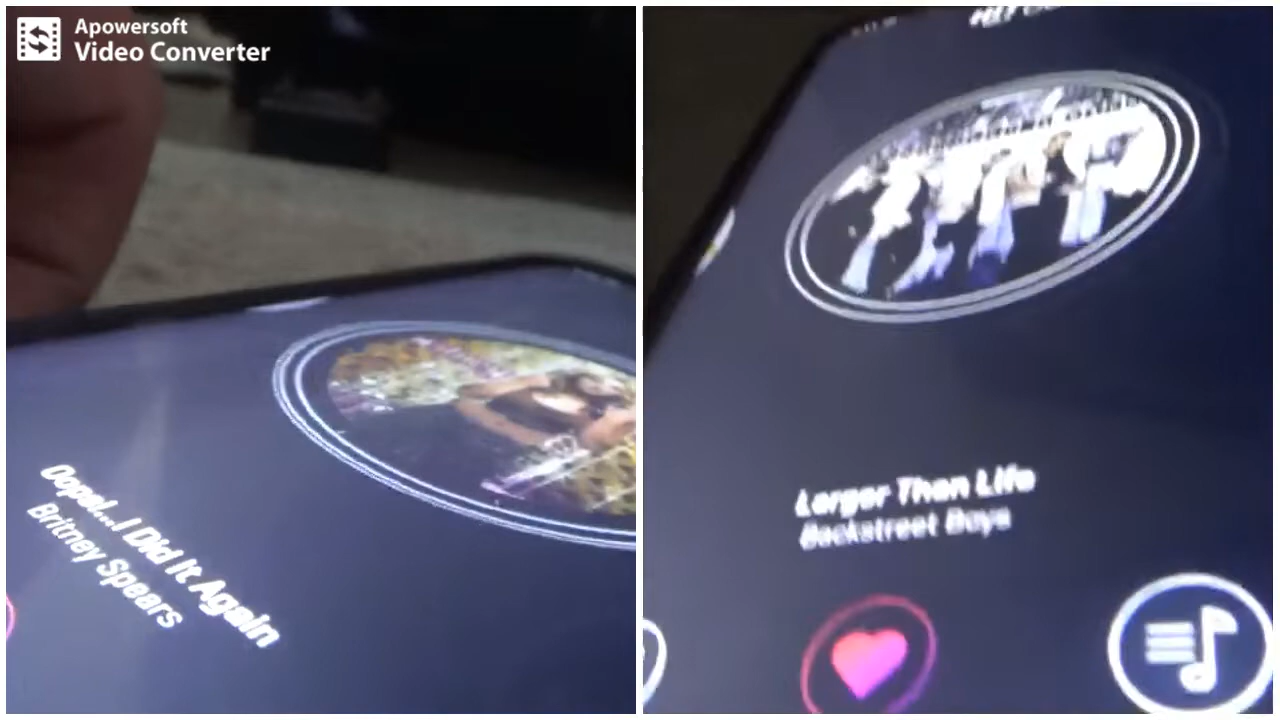 Apowersoft
Video Converter
Oops!...I Did It Again
Britney Spears
Larger Than Life
Backstreet Boys